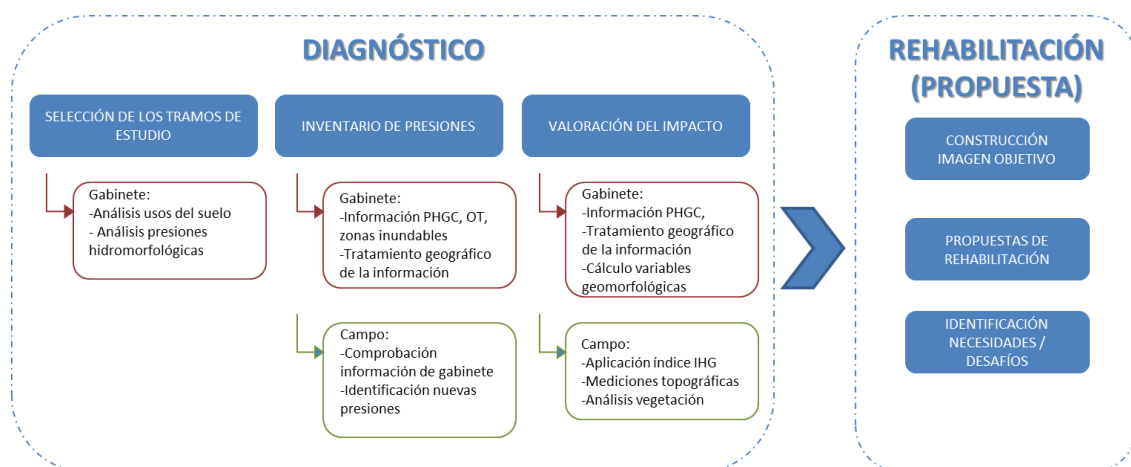 DIAGNÓSTICO
SELECCIÓN DE LOS TRAMOS DE
ESTUDIO
Gabinete:
-Análisis usos del suelo
- Análisis presiones
hidromorfológicas
INVENTARIO DE PRESIONES
Gabinete:
-Información PHGC, OT,
zonas inundables
-Tratamiento geográfico
de la información
Campo:
-Comprobación
información de gabinete
-Identificación nuevas
presiones
VALORACIÓN DEL IMPACTO
Gabinete:
-Información PHGC,
-Tratamiento geográfico
de la información
-Cálculo variables
geomorfológicas
Campo:
-Aplicación índice IHG
-Mediciones topográficas
-Análisis vegetación
REHABILITACIÓN
(PROPUESTA)
CONSTRUCCIÓN
IMAGEN OBJETIVO
PROPUESTAS DE
REHABILITACIÓN
IDENTIFICACIÓN
NECESIDADES /
DESAFÍOS